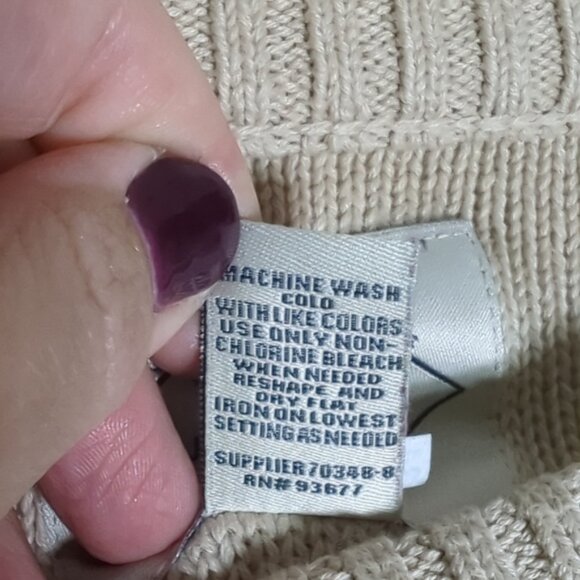 MACHINE WASH
COLD
WITH LIKE COLORS
USE ONLY NON-
CHLORINE BLEACH
WHEN NEEDED
RESHAPE AND
DRY FLAT
IRON ON LOWEST
SETTING AS NEEDED
SUPPLIER 70348-8
RN# 93677